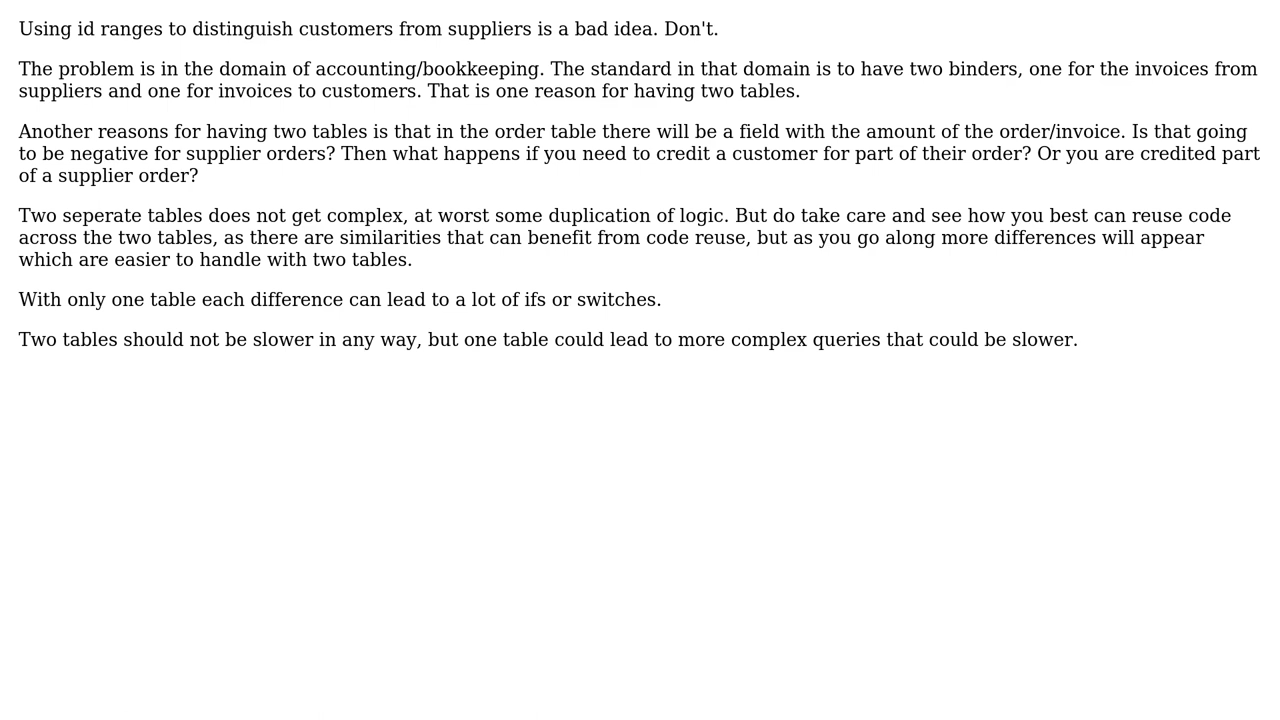 Using id ranges to distinguish customers from suppliers is a bad idea. Don't.
The problem is in the domain of accounting/bookkeeping. The standard in that domain is to have two binders, one for the invoices from
suppliers and one for invoices to customers. That is one reason for having two tables.
Another reasons for having two tables is that in the order table there will be a field with the amount of the order/invoice. Is that going
to be negative for supplier orders? Then what happens if you need to credit a customer for part of their order? Or you are credited part
of a supplier order?
Two seperate tables does not get complex, at worst some duplication of logic. But do take care and see how you best can reuse code
across the two tables, as there are similarities that can benefit from code reuse, but as you go along more differences will appear
which are easier to handle with two tables.
With only one table each difference can lead to a lot of ifs or switches.
Two tables should not be slower in any way, but one table could lead to more complex queries that could be slower.